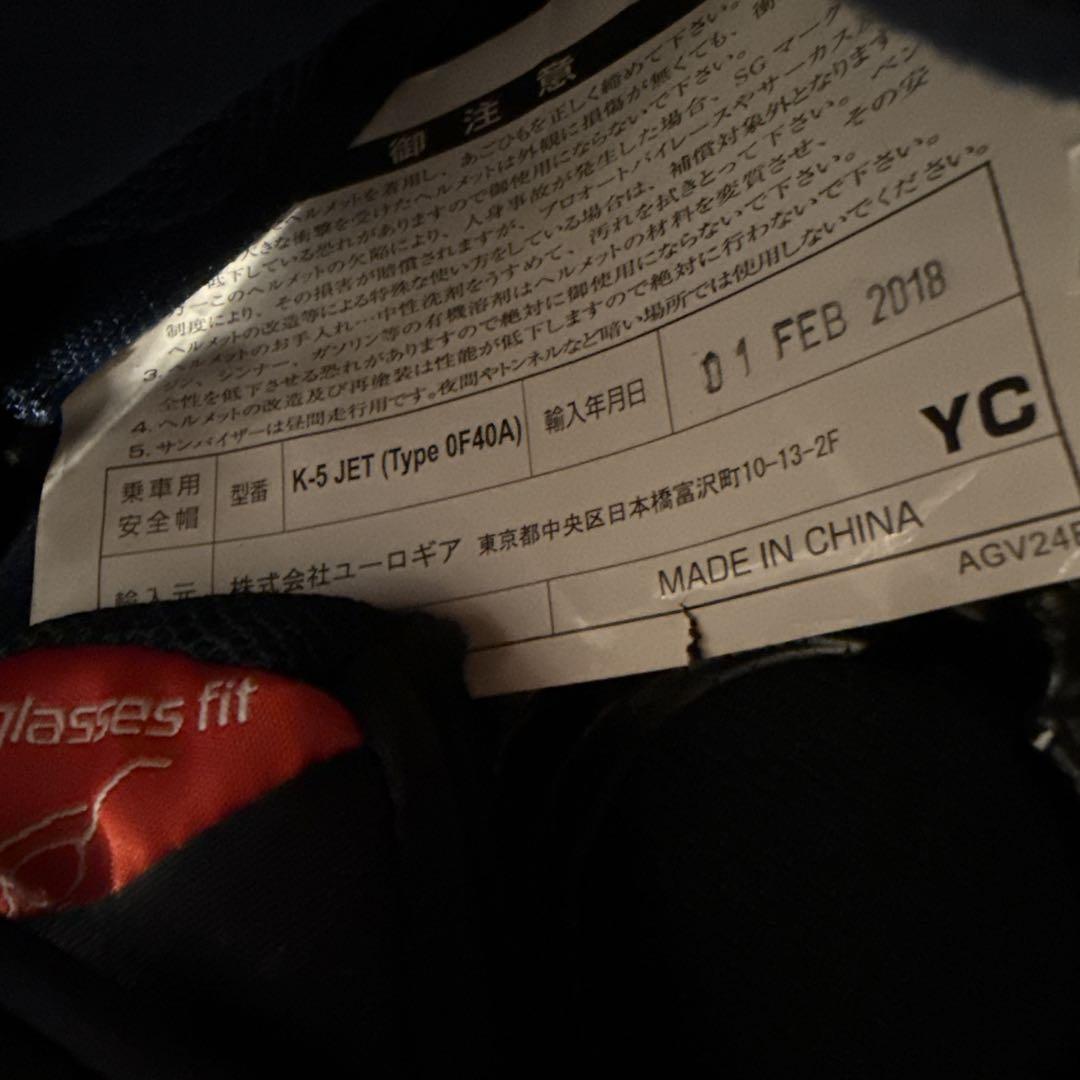 御注意
ヘルメットを着用し、あごひもを正しく締めて下さい。
大きな衝撃を受けたヘルメットは外観に損傷が無くても、衝
低下している恐れがありますので御使用にならないで下さい。
このヘルメットの欠陥により、人身事故が発生した場合、SG マーク
制度により、その損害が賠償されますが、プロオートバイレースやサーカス
ヘルメットの改造等による特殊な使い方をしている場合は、補償対象外となります
3. ヘルメットのお手入れ…中性洗剤をうすめて、汚れを拭きとって下さい。ベン
ジン、シンナー、ガソリン等の有機溶剤はヘルメットの材料を変質させ、その安
全性を低下させる恐れがありますので絶対に御使用にならないで下さい。
4. ヘルメットの改造及び再塗装は性能が低下しますので絶対に行わないで下さい。
5. サンバイザーは昼間走行用です。夜間やトンネルなど暗い場所では使用しないでください。
乗車用安全帽 型番 K-5 JET (Type 0F40A) 輸入年月日 01 FEB 2018
輸入元 株式会社ユーロギア 東京都中央区日本橋富沢町10-13-2F YC
MADE IN CHINA
AGV24
glasses fit